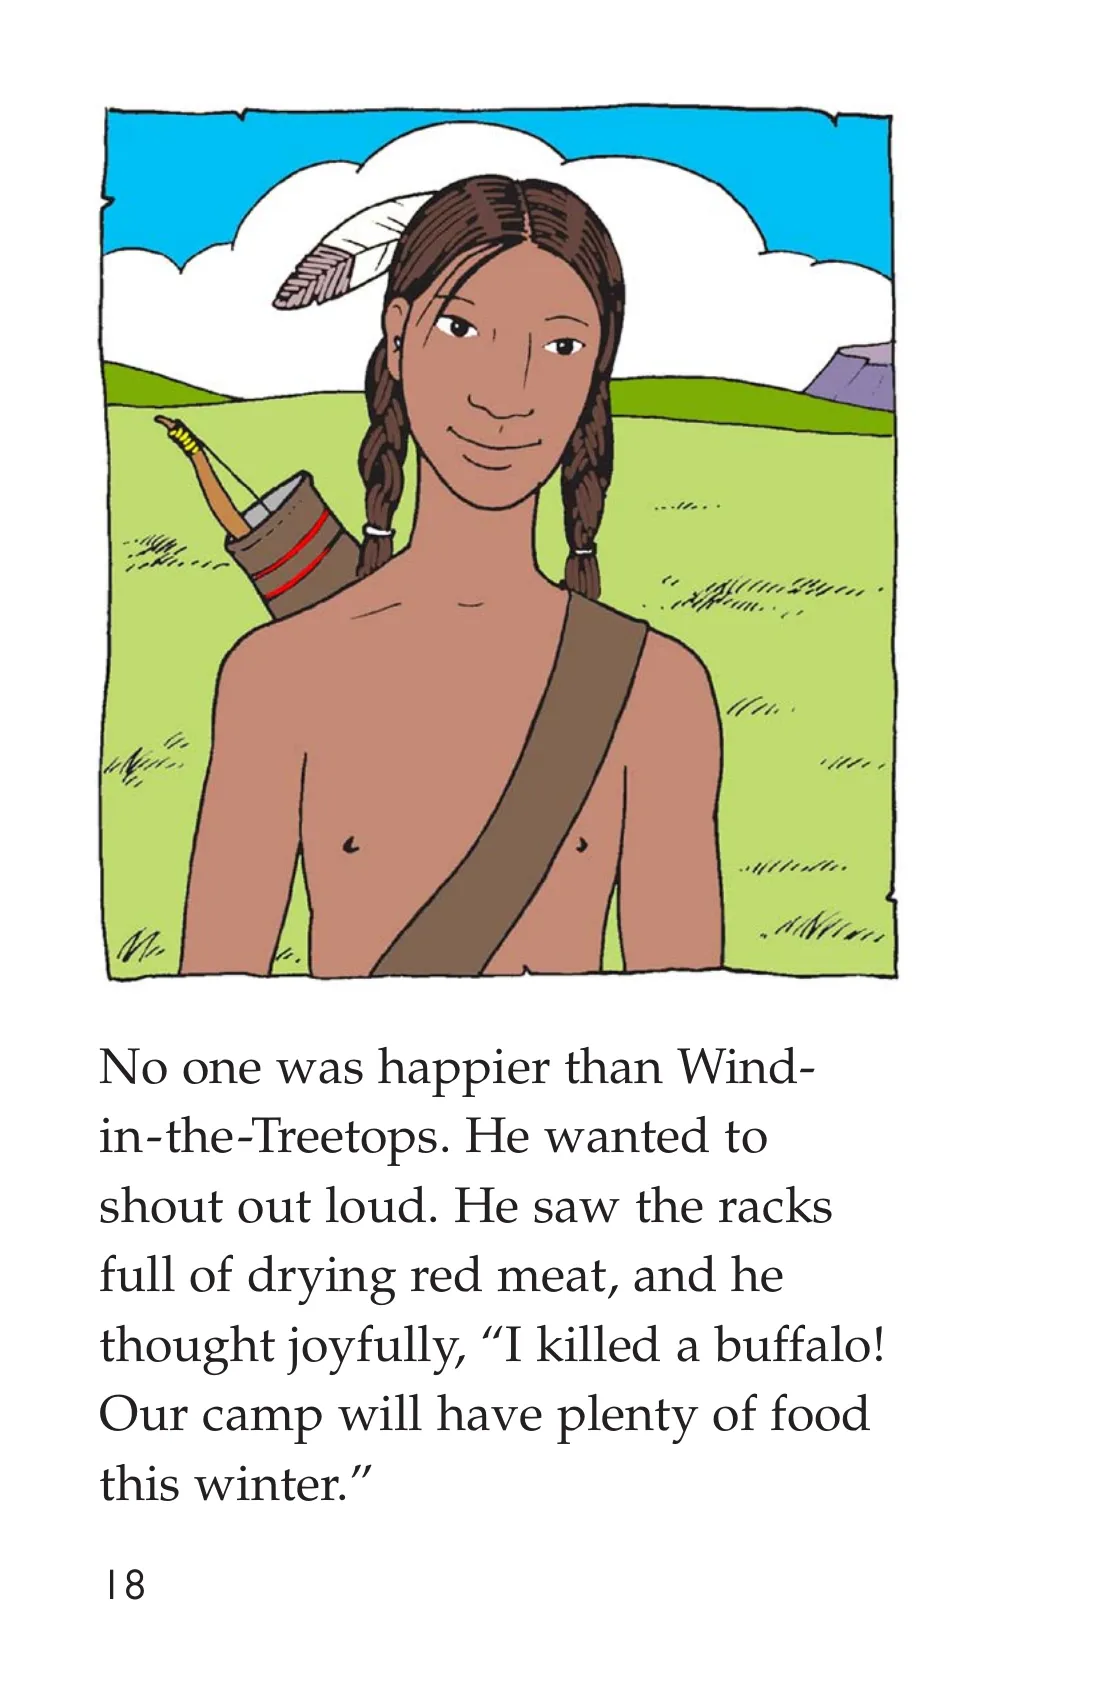 No one was happier than Wind-
in-the-Treetops. He wanted to
shout out loud. He saw the racks
full of drying red meat, and he
thought joyfully, “I killed a buffalo!
Our camp will have plenty of food
this winter.”
18